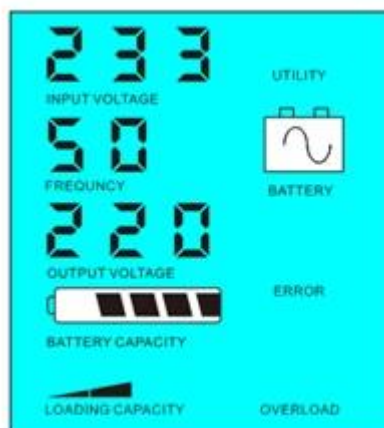 233
INPUT VOLTAGE
UTILITY
50
FREQUNCY
BATTERY
220
OUTPUT VOLTAGE
ERROR
BATTERY CAPACITY
LOADING CAPACITY
OVERLOAD